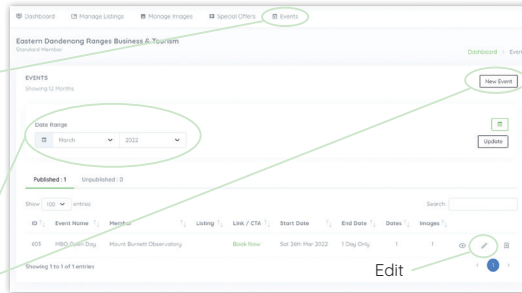 Dashboard Manage Listings Manage Images Special Offers Events
Eastern Dandenong Ranges Business & Tourism
Standard Member
Dashboard > Even
EVENTS
Showing 12 Months
New Event
Date Range
March 2022
Update
Published : 1 Unpublished : 0
Show 100 entries
Search:
ID Event Name Member Listing Link / CTA Start Date End Date Dates Images
603 MBO Open Day Mount Burnett Observatory Book Now Sat 26th Mar 2022 1 Day Only 1 1
Showing 1 to 1 of 1 entries
1
Edit